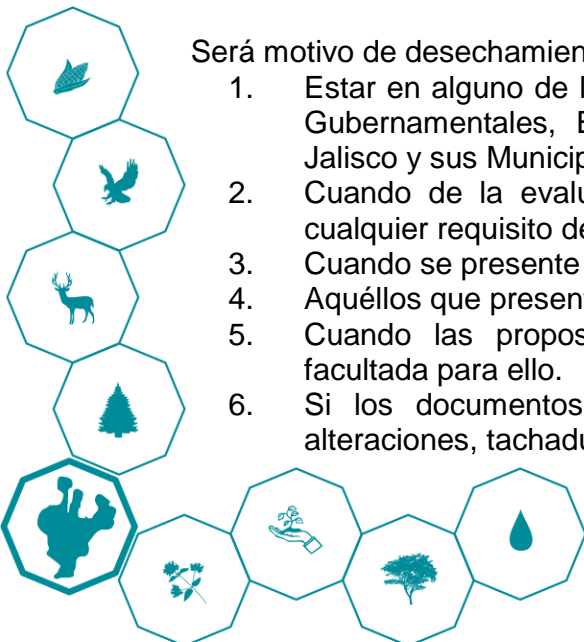 Será motivo de desechamien
1. Estar en alguno de l
Gubernamentales, E
Jalisco y sus Municip
2. Cuando de la evalu
cualquier requisito de
3. Cuando se presente
4. Aquéllos que present
5. Cuando las propos
facultada para ello.
6. Si los documentos
alteraciones, tachadu